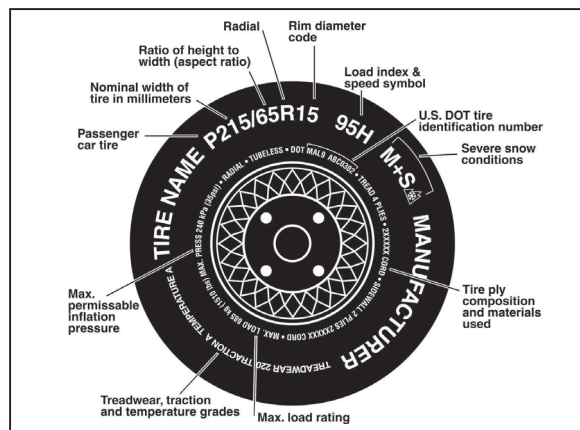 Radial
Rim diameter
code
Ratio of height to
width (aspect ratio)
Load index &
speed symbol
Nominal width of
tire in millimeters
U.S. DOT tire
identification number
Passenger
car tire
Severe snow
conditions
P215/65R15 95H M+S
TIRE NAME
MANUFACTURER
RADIAL • TUBELESS • DOT MAL9 ABC0302 • TREAD 4 PLIES • 2XXXXX CORD • SIDEWALL 2 PLIES 2XXXXX CORD • MAX. LOAD 685 kg (1510 lbs) MAX. PRESS 240 kPa (35psi) •
TREADWEAR 220 TRACTION A TEMPERATURE A
Max.
permissable
inflation
pressure
Tire ply
composition
and materials
used
Treadwear, traction
and temperature grades
Max. load rating